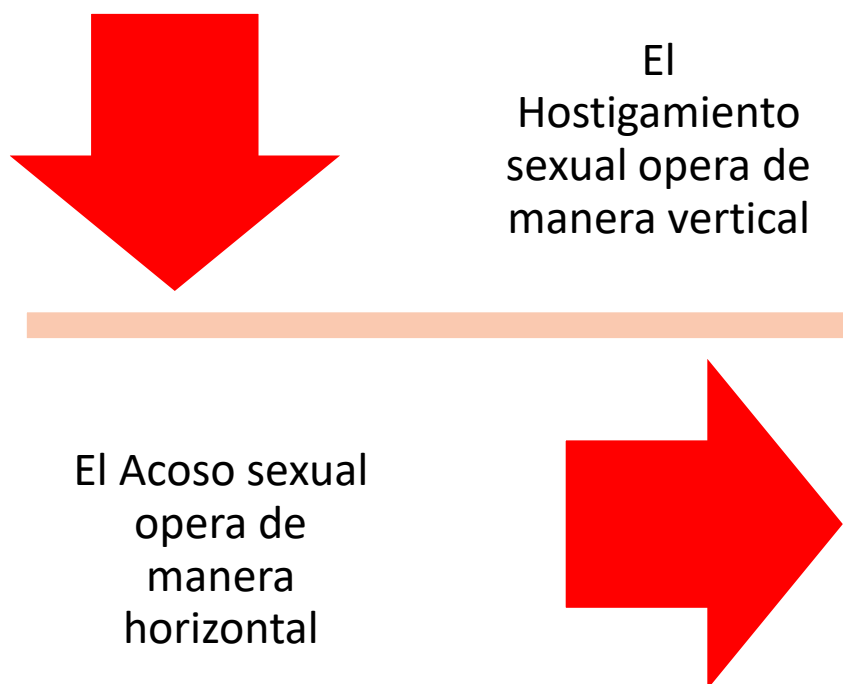 El
Hostigamiento
sexual opera de
manera vertical
El Acoso sexual
opera de
manera
horizontal